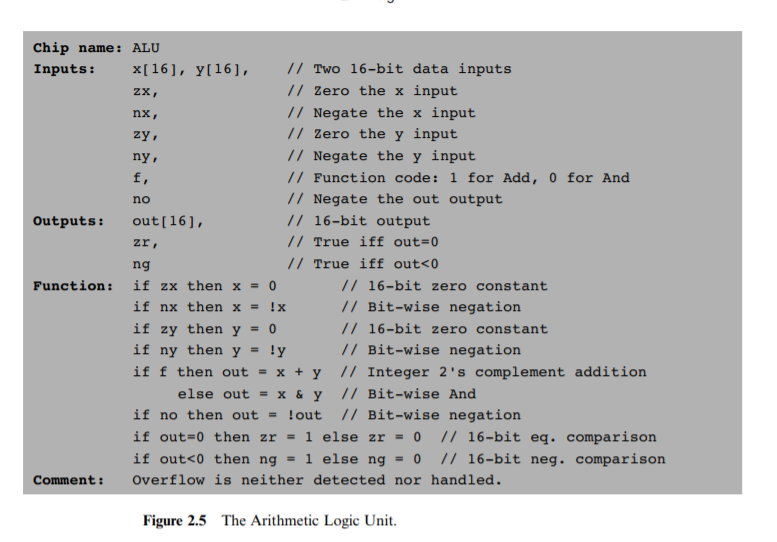 Chip name: ALU
Inputs: x[16], y[16], // Two 16-bit data inputs
zx, // Zero the x input
nx, // Negate the x input
zy, // Zero the y input
ny, // Negate the y input
f, // Function code: 1 for Add, 0 for And
no // Negate the out output
Outputs: out[16], // 16-bit output
zr, // True iff out=0
ng // True iff out<0
Function: if zx then x = 0 // 16-bit zero constant
if nx then x = !x // Bit-wise negation
if zy then y = 0 // 16-bit zero constant
if ny then y = !y // Bit-wise negation
if f then out = x + y // Integer 2's complement addition
else out = x & y // Bit-wise And
if no then out = !out // Bit-wise negation
if out=0 then zr = 1 else zr = 0 // 16-bit eq. comparison
if out<0 then ng = 1 else ng = 0 // 16-bit neg. comparison
Comment: Overflow is neither detected nor handled.
Figure 2.5 The Arithmetic Logic Unit.